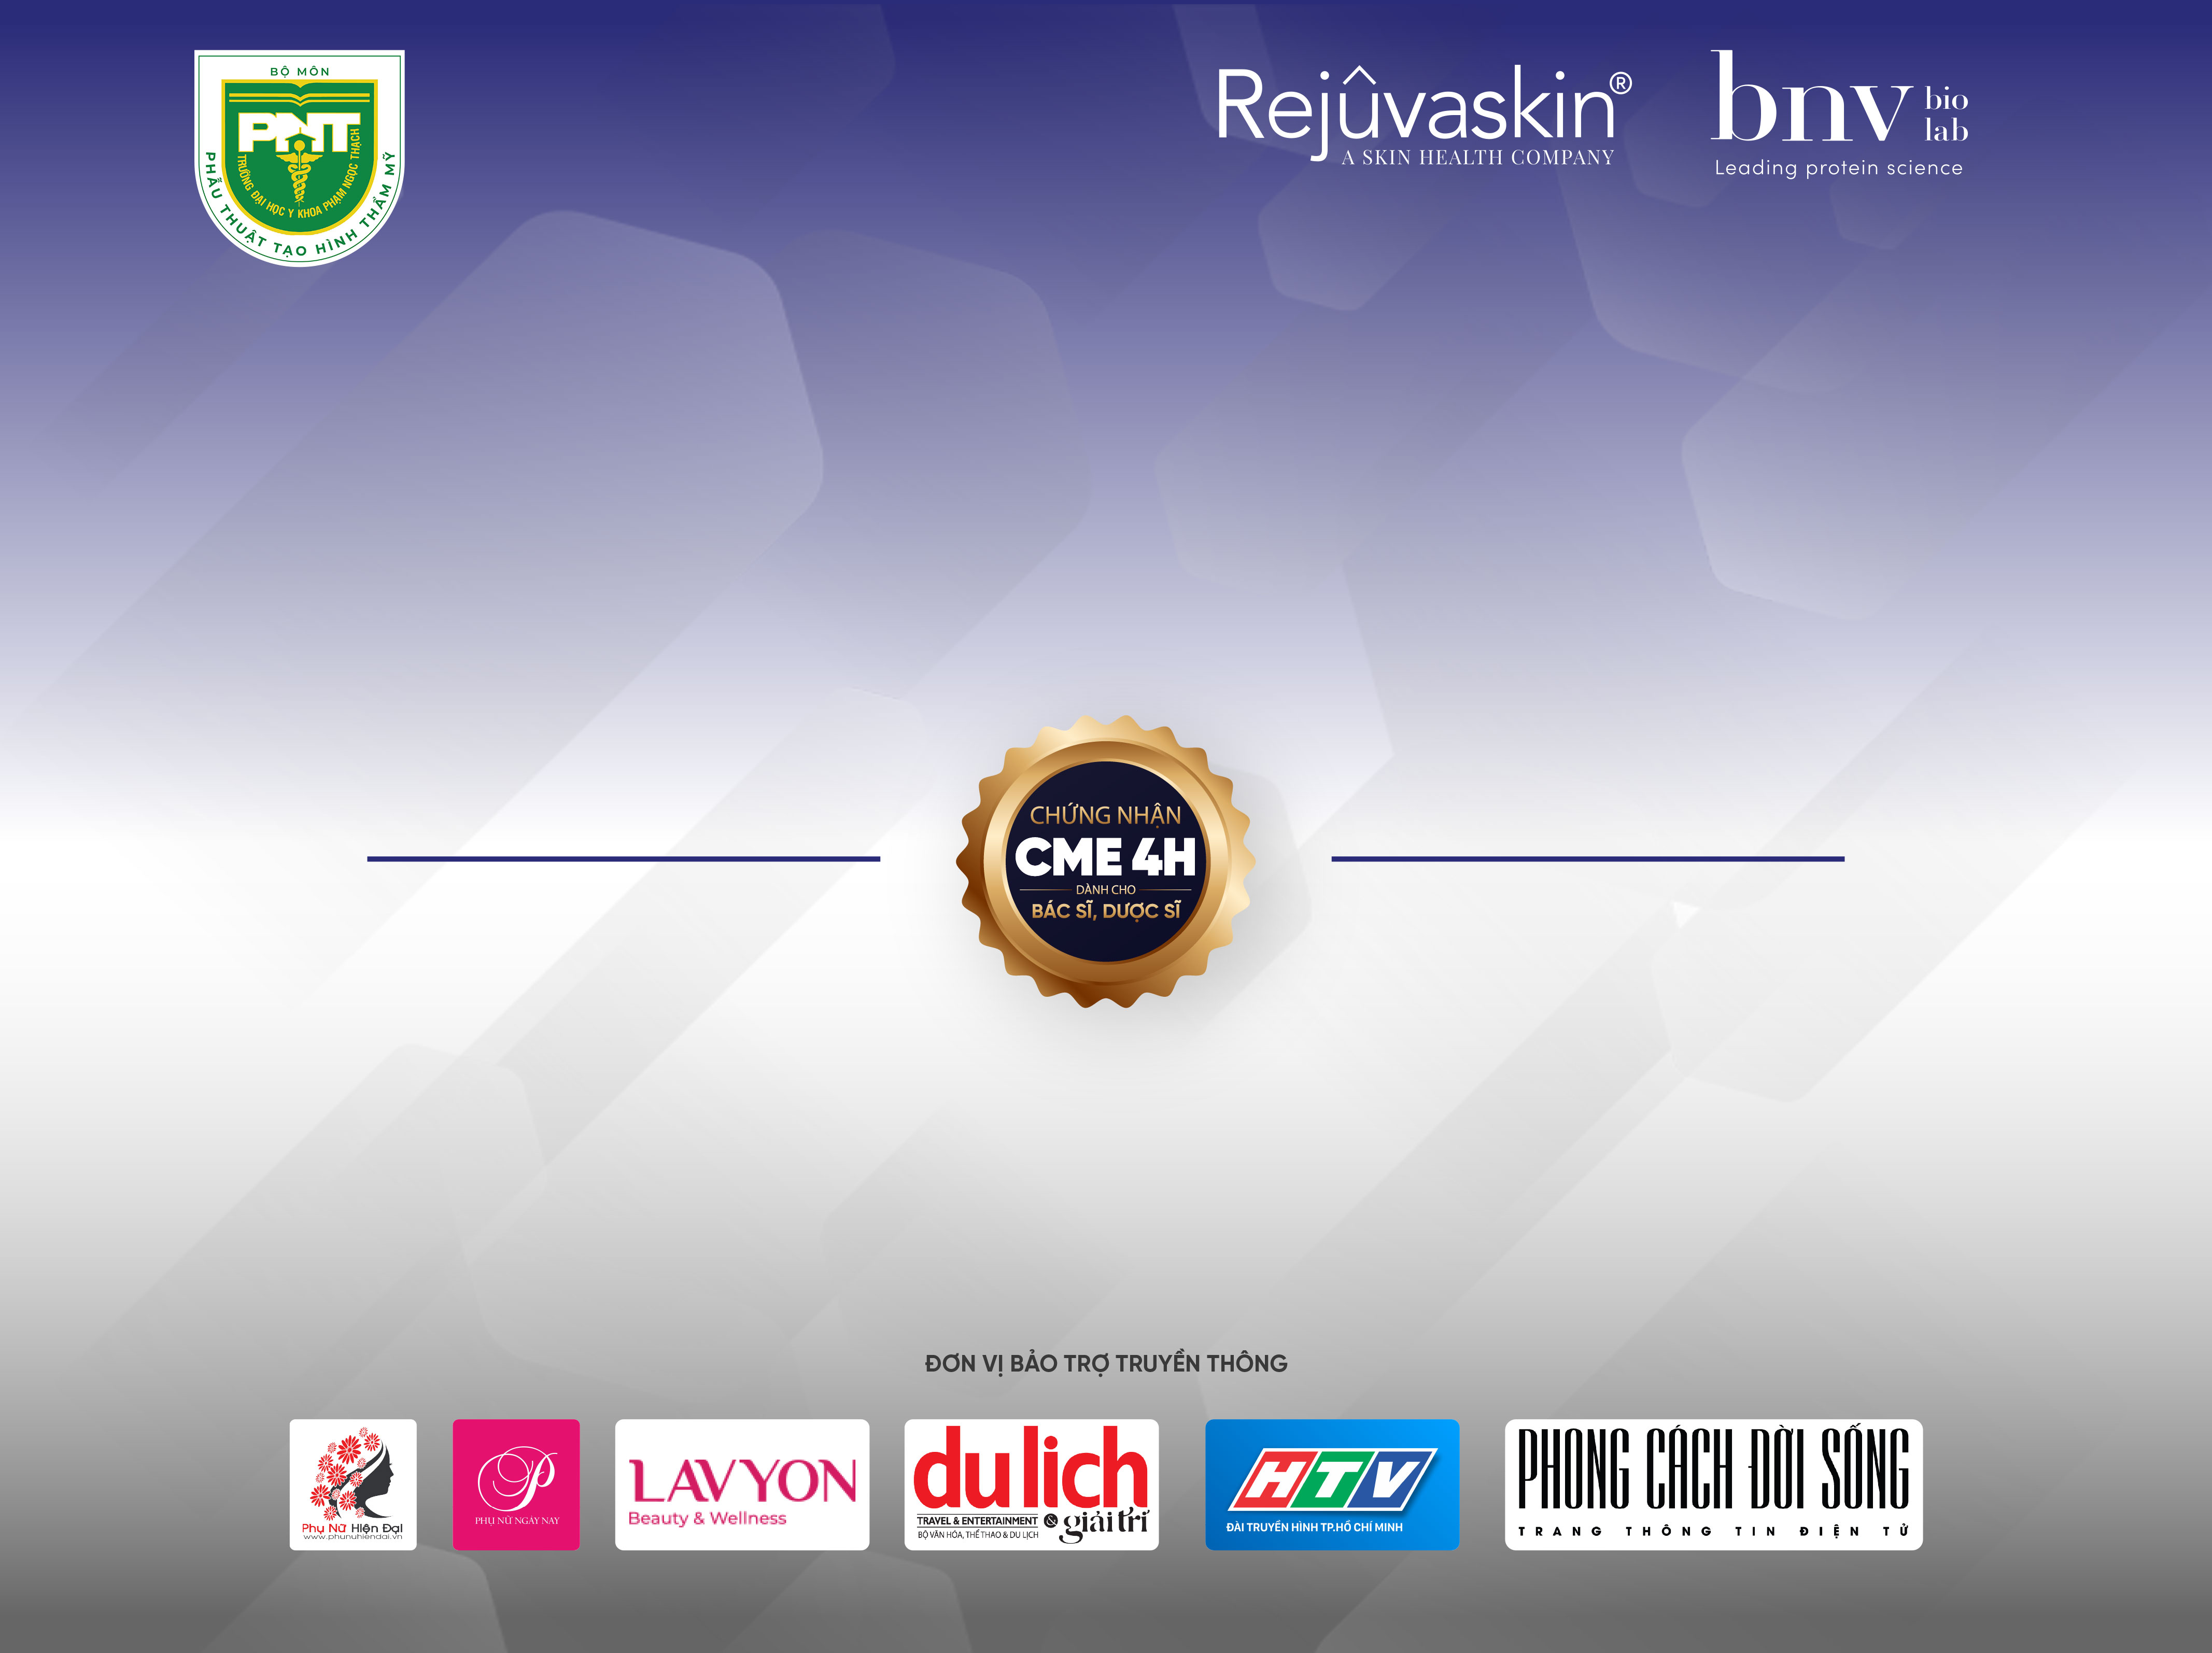 BỘ MÔN
PNT
TRƯỜNG ĐẠI HỌC Y KHOA PHẠM NGỌC THẠCH
PHẪU THUẬT TẠO HÌNH THẨM MỸ
Rejûvaskin®
A SKIN HEALTH COMPANY
bnv bio lab
Leading protein science
CHỨNG NHẬN
CME 4H
DÀNH CHO
BÁC SĨ, DƯỢC SĨ
ĐƠN VỊ BẢO TRỢ TRUYỀN THÔNG
Phụ Nữ Hiện Đại
www.phunuhiendai.vn
P
PHỤ NỮ NGÀY NAY
LAVYON
Beauty & Wellness
du lich
TRAVEL & ENTERTAINMENT & giải trí
BỘ VĂN HÓA, THỂ THAO & DU LỊCH
HTV
ĐÀI TRUYỀN HÌNH TP.HỒ CHÍ MINH
PHONG CÁCH ĐỜI SỐNG
TRANG THÔNG TIN ĐIỆN TỬ